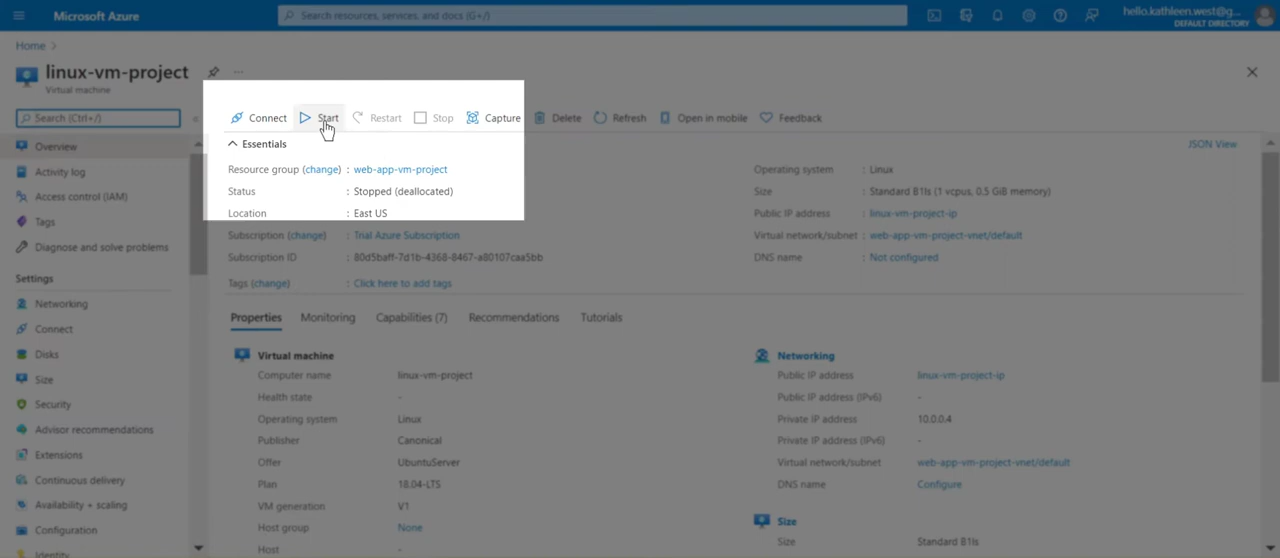 Microsoft Azure
Search resources, services, and docs (G+/)
hello.kathleen.west@g...
DEFAULT DIRECTORY
Home
linux-vm-project
...
Virtual machine
Search (Ctrl+/)
«
Connect Start Restart Stop Capture Delete Refresh Open in mobile Feedback
Overview
Activity log
Access control (IAM)
Tags
Diagnose and solve problems
Settings
Networking
Connect
Disks
Size
Security
Advisor recommendations
Extensions
Continuous delivery
Availability + scaling
Configuration
Identity
Essentials
JSON View
Resource group (change) : web-app-vm-project
Status : Stopped (deallocated)
Location : East US
Subscription (change) : Trial Azure Subscription
Subscription ID : 80d5baff-7d1b-4368-8467-a80107caa5bb
Tags (change) : Click here to add tags
Operating system : Linux
Size : Standard B1ls (1 vcpus, 0.5 GiB memory)
Public IP address : linux-vm-project-ip
Virtual network/subnet : web-app-vm-project-vnet/default
DNS name : Not configured
Properties Monitoring Capabilities (7) Recommendations Tutorials
Virtual machine
Computer name linux-vm-project
Health state -
Operating system Linux
Publisher Canonical
Offer UbuntuServer
Plan 18.04-LTS
VM generation V1
Host group None
Host -
Networking
Public IP address linux-vm-project-ip
Public IP address (IPv6) -
Private IP address 10.0.0.4
Private IP address (IPv6) -
Virtual network/subnet web-app-vm-project-vnet/default
DNS name Configure
Size
Size Standard B1ls